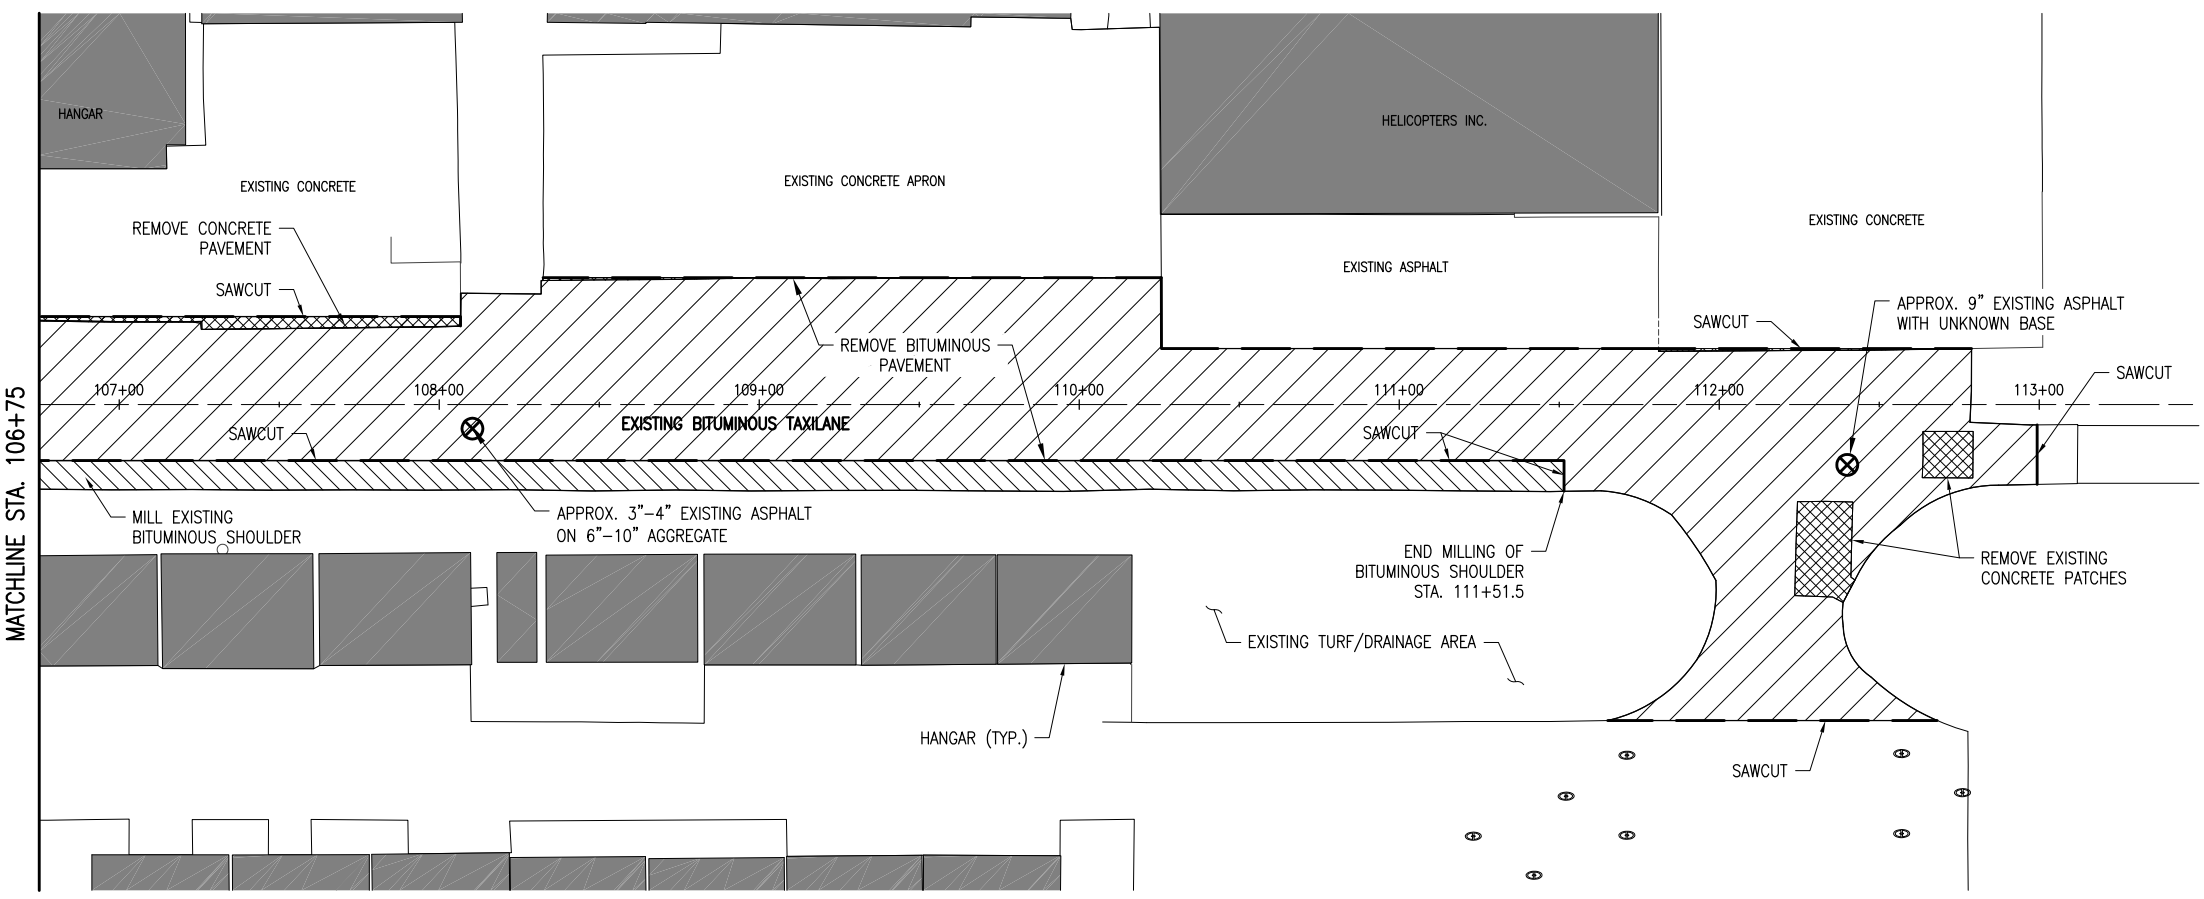 HANGAR
HELICOPTERS INC.
EXISTING CONCRETE
EXISTING CONCRETE APRON
REMOVE CONCRETE
PAVEMENT
EXISTING CONCRETE
EXISTING ASPHALT
SAWCUT
APPROX. 9” EXISTING ASPHALT
WITH UNKNOWN BASE
SAWCUT
REMOVE BITUMINOUS
PAVEMENT
SAWCUT
107+00
108+00
109+00
110+00
111+00
112+00
113+00
MATCHLINE STA. 106+75
EXISTING BITUMINOUS TAXILANE
SAWCUT
SAWCUT
MILL EXISTING
BITUMINOUS SHOULDER
APPROX. 3”-4” EXISTING ASPHALT
ON 6”-10” AGGREGATE
END MILLING OF
BITUMINOUS SHOULDER
STA. 111+51.5
REMOVE EXISTING
CONCRETE PATCHES
EXISTING TURF/DRAINAGE AREA
HANGAR (TYP.)
SAWCUT